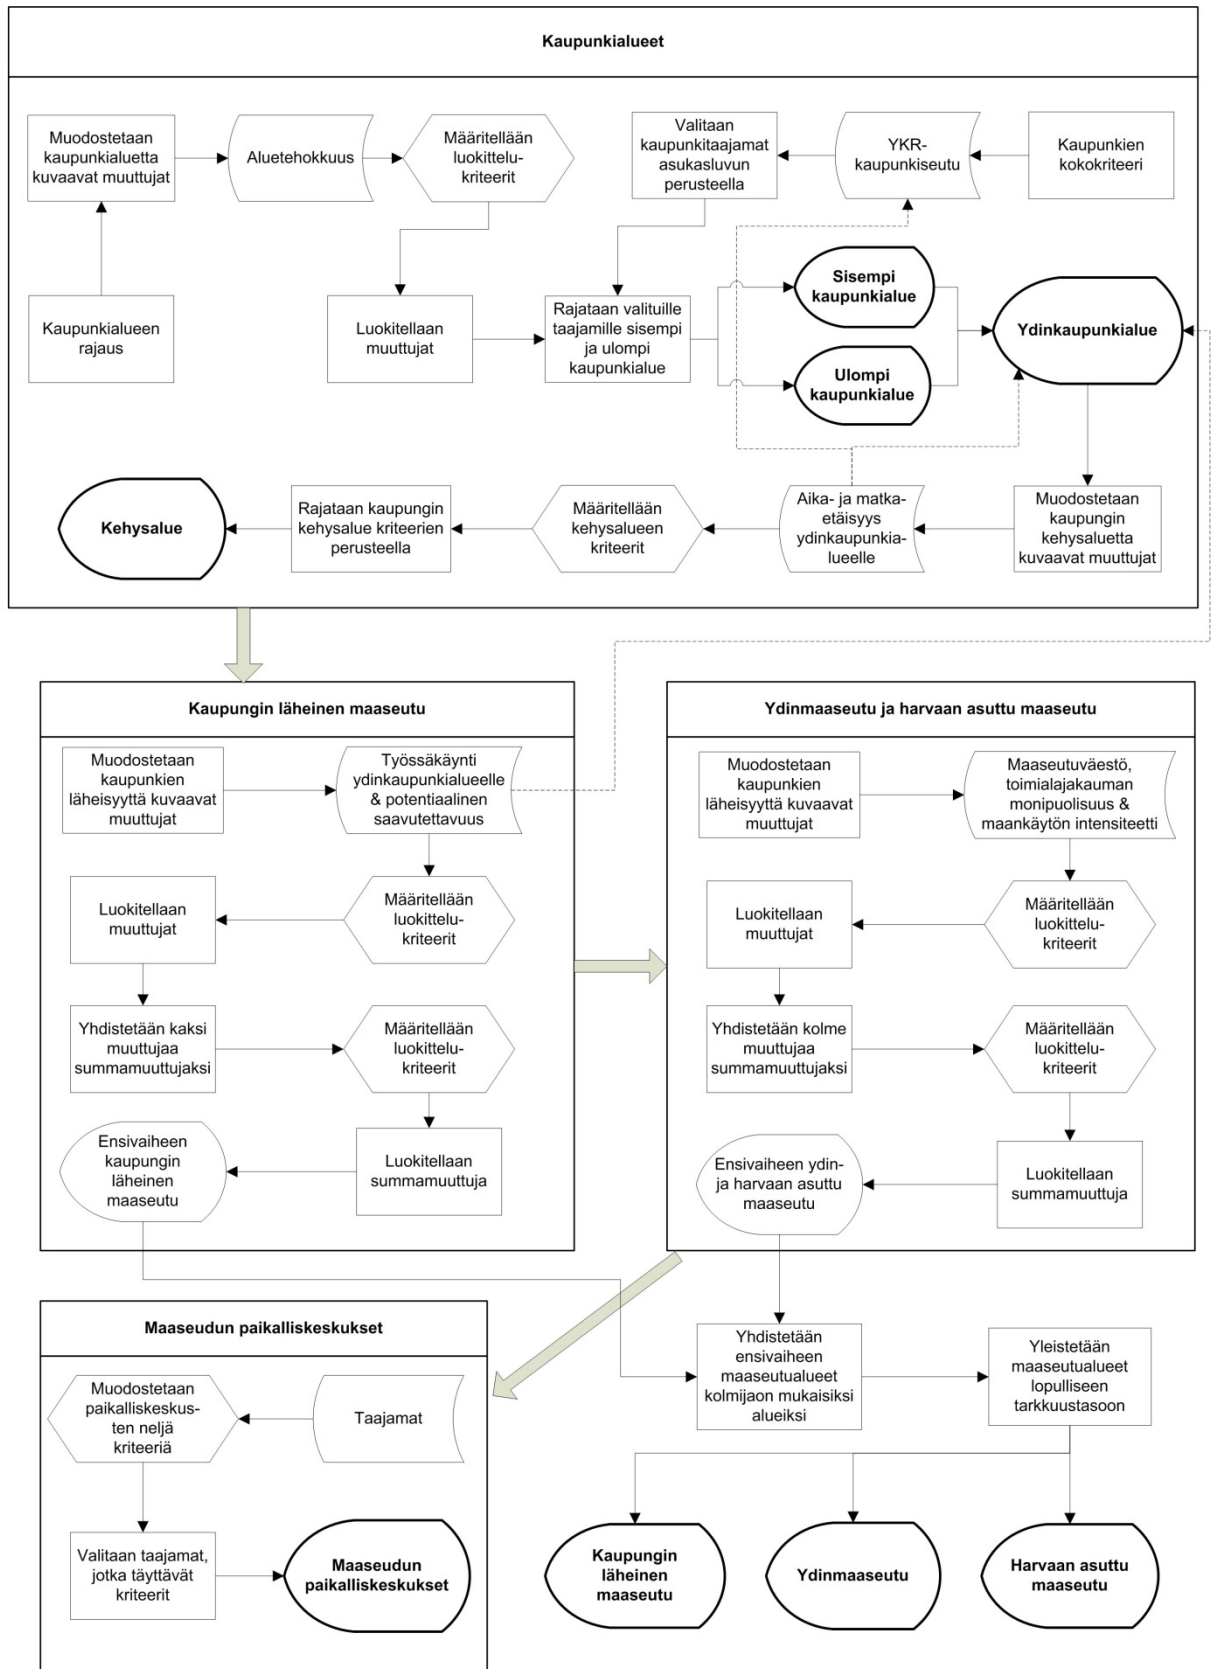 Kaupunkialueet
Muodostetaan
kaupunkialuetta
kuvaavat muuttujat
Aluetehokkuus
Määritellään
luokittelu-
kriteerit
Valitaan
kaupunkitaajamat
asukasluvun
perusteella
YKR-
kaupunkiseutu
Kaupunkien
kokokriteeri
Kaupunkialueen
rajaus
Luokitellaan
muuttujat
Rajataan valituille
taajamille sisempi
ja ulompi
kaupunkialue
Sisempi
kaupunkialue
Ulompi
kaupunkialue
Ydinkaupunkialue
Kehysalue
Rajataan kaupungin
kehysalue kriteerien
perusteella
Määritellään
kehysalueen
kriteerit
Aika- ja matka-
etäisyys
ydinkaupunkia-
lueelle
Muodostetaan
kaupungin
kehysaluetta
kuvaavat muuttujat
Kaupungin läheinen maaseutu
Muodostetaan
kaupunkien
läheisyyttä kuvaavat
muuttujat
Työssäkäynti
ydinkaupunkialueelle
& potentiaalinen
saavutettavuus
Luokitellaan
muuttujat
Määritellään
luokittelu-
kriteerit
Yhdistetään kaksi
muuttujaa
summamuuttujaksi
Määritellään
luokittelu-
kriteerit
Ensivaiheen
kaupungin
läheinen
maaseutu
Luokitellaan
summamuuttuja
Ydinmaaseutu ja harvaan asuttu maaseutu
Muodostetaan
kaupunkien
läheisyyttä kuvaavat
muuttujat
Maaseutuväestö,
toimialajakauman
monipuolisuus &
maankäytön intensiteetti
Luokitellaan
muuttujat
Määritellään
luokittelu-
kriteerit
Yhdistetään kolme
muuttujaa
summamuuttujaksi
Määritellään
luokittelu-
kriteerit
Ensivaiheen ydin-
ja harvaan asuttu
maaseutu
Luokitellaan
summamuuttuja
Maaseudun paikalliskeskukset
Muodostetaan
paikalliskeskus-
ten neljä
kriteeriä
Taajamat
Valitaan taajamat,
jotka täyttävät
kriteerit
Maaseudun
paikalliskeskukset
Yhdistetään
ensivaiheen
maaseutualueet
kolmijaon mukaisiksi
alueiksi
Yleistetään
maaseutualueet
lopulliseen
tarkkuustasoon
Kaupungin
läheinen
maaseutu
Ydinmaaseutu
Harvaan asuttu
maaseutu